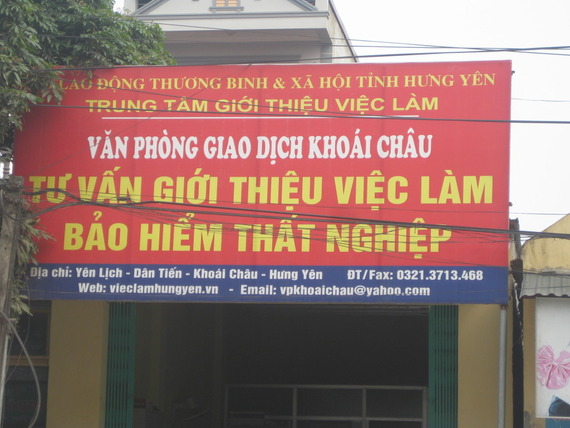 LAO ĐỘNG THƯƠNG BINH & XÃ HỘI TỈNH HƯNG YÊN
TRUNG TÂM GIỚI THIỆU VIỆC LÀM
VĂN PHÒNG GIAO DỊCH KHOÁI CHÂU
TƯ VẤN GIỚI THIỆU VIỆC LÀM
BẢO HIỂM THẤT NGHIỆP
Địa chỉ: Yên Lịch - Dân Tiến - Khoái Châu - Hưng Yên ĐT/Fax: 0321.3713.468
Web: vieclamhungyen.vn - Email: vpkhoaichau@yahoo.com